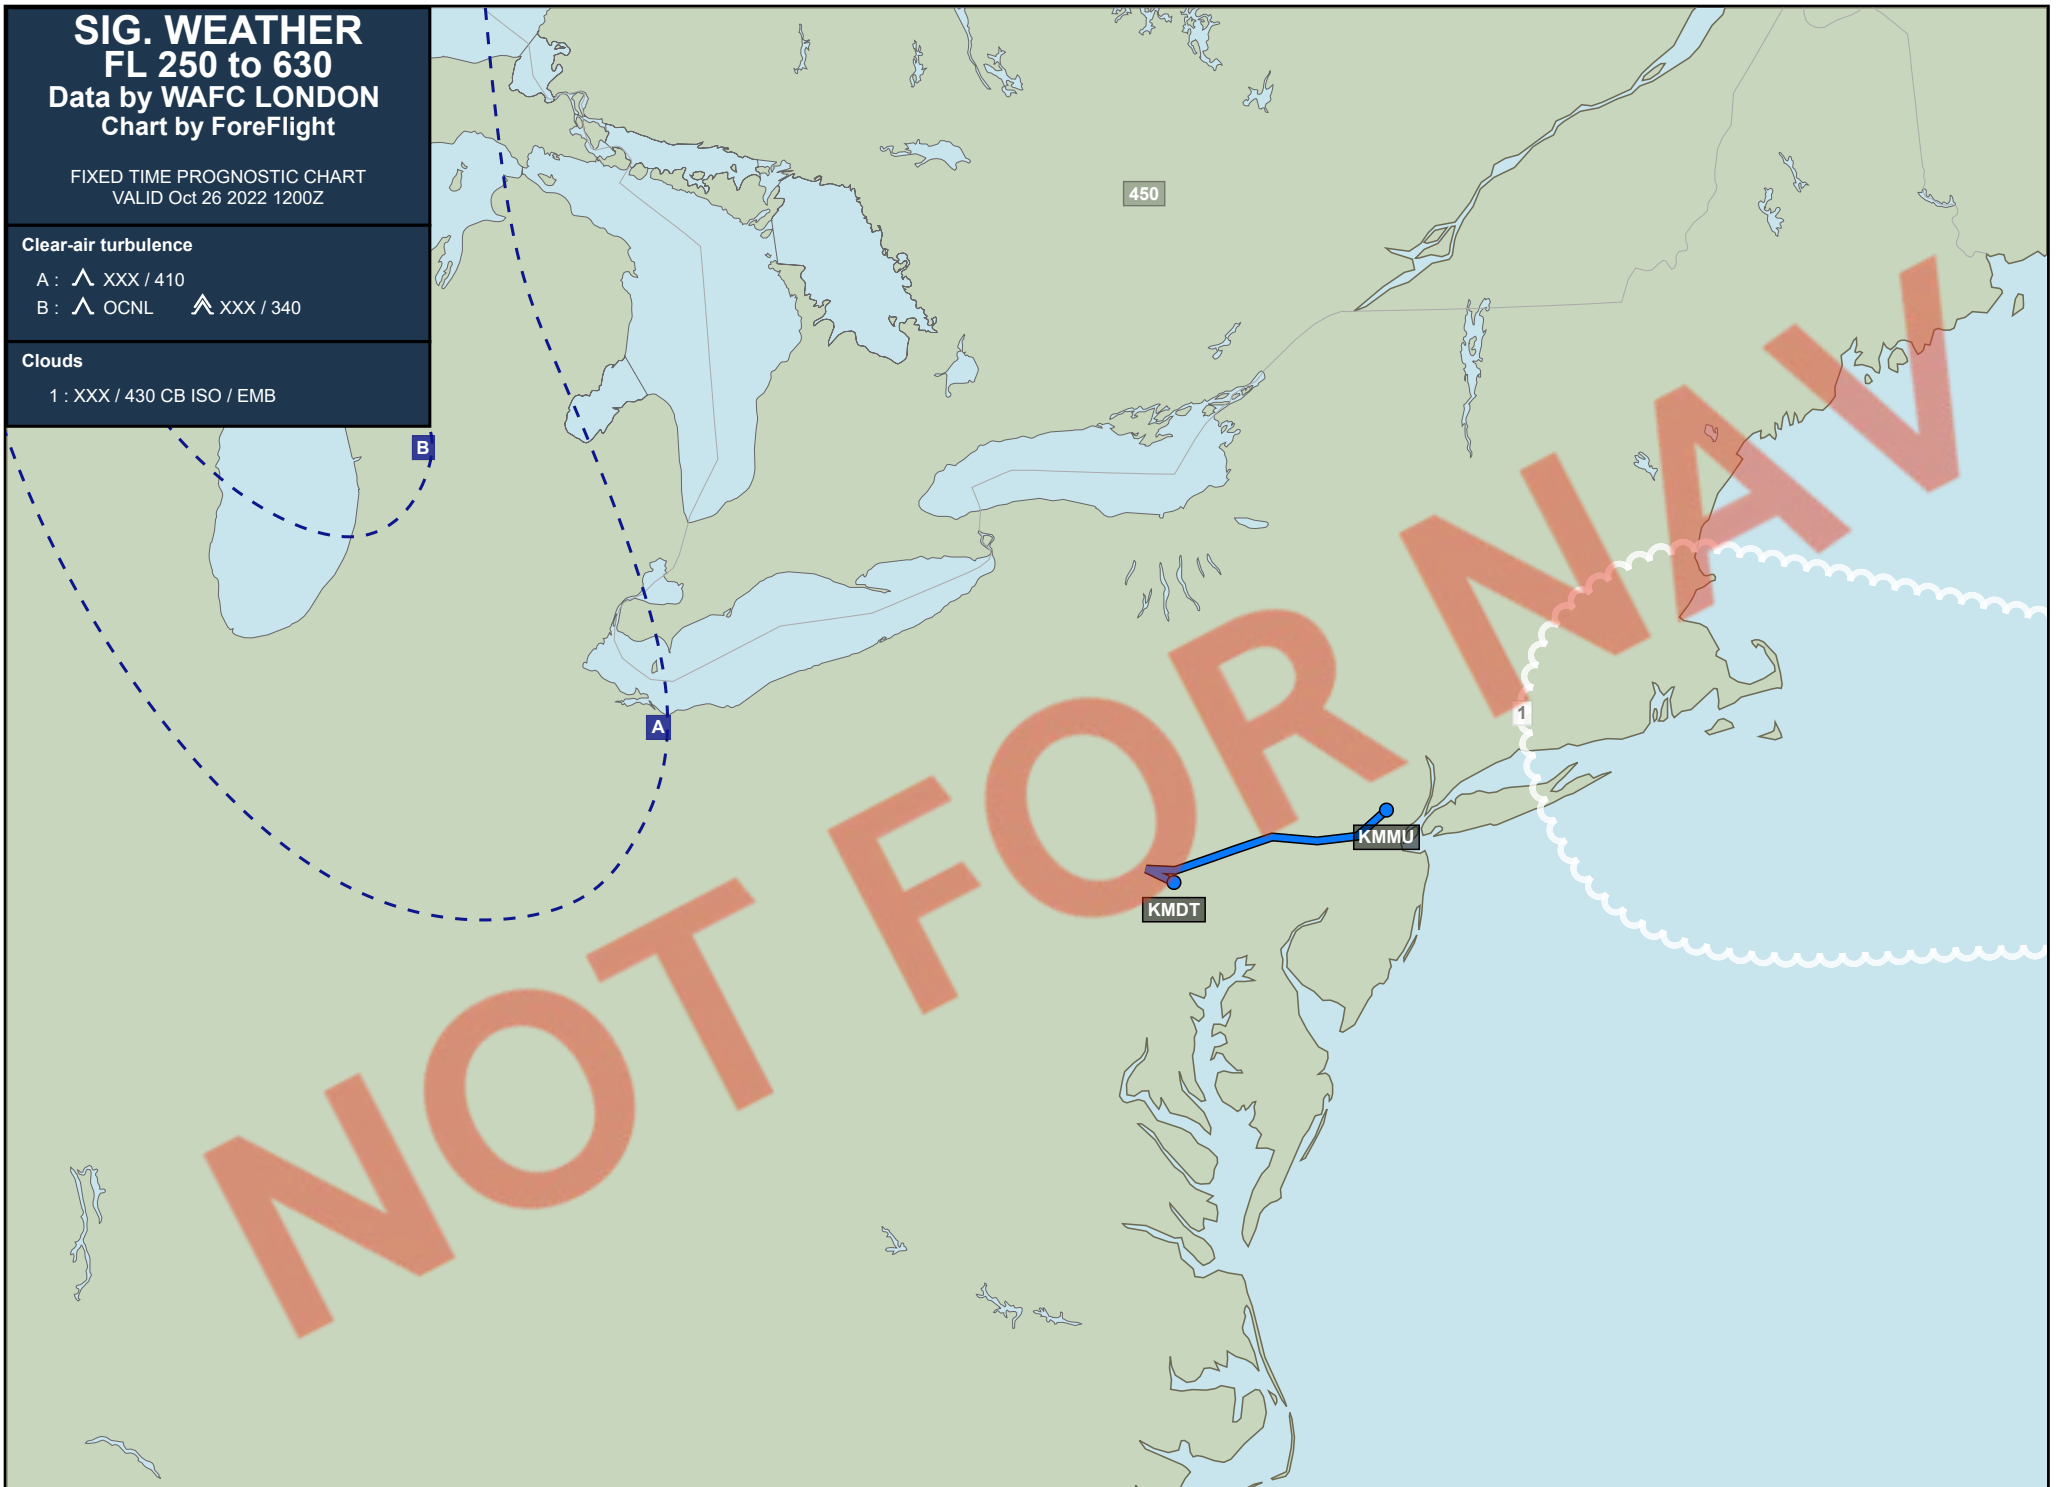 SIG. WEATHER
FL 250 to 630
Data by WAFC LONDON
Chart by ForeFlight
FIXED TIME PROGNOSTIC CHART
VALID Oct 26 2022 1200Z
Clear-air turbulence
A : XXX / 410
B : OCNL XXX / 340
Clouds
1 : XXX / 430 CB ISO / EMB
450
B
A
1
KMMU
KMDT
NOT FOR NAV